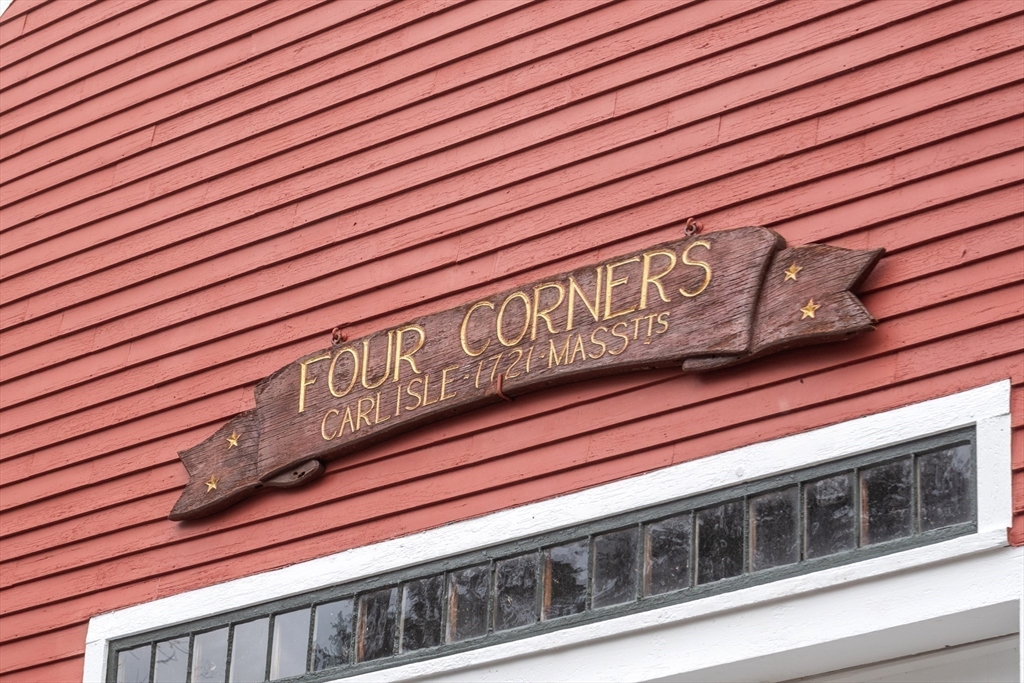 FOUR CORNERS
CARLISLE · 1721 · MASSTTS